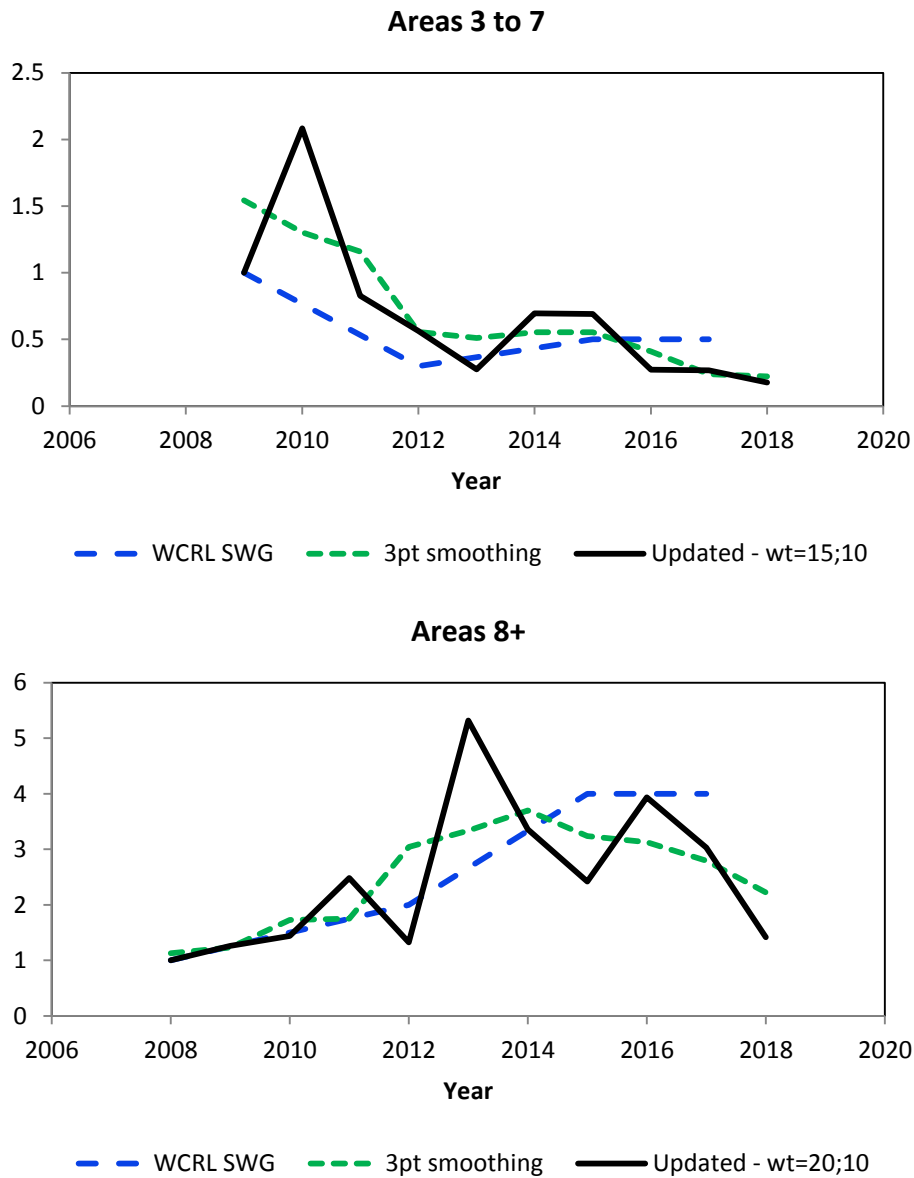 Areas 3 to 7
2.5
2
1.5
1
0.5
0
2006 2008 2010 2012 2014 2016 2018 2020
Year
WCRL SWG 3pt smoothing Updated - wt=15;10
Areas 8+
6
5
4
3
2
1
0
2006 2008 2010 2012 2014 2016 2018 2020
Year
WCRL SWG 3pt smoothing Updated - wt=20;10